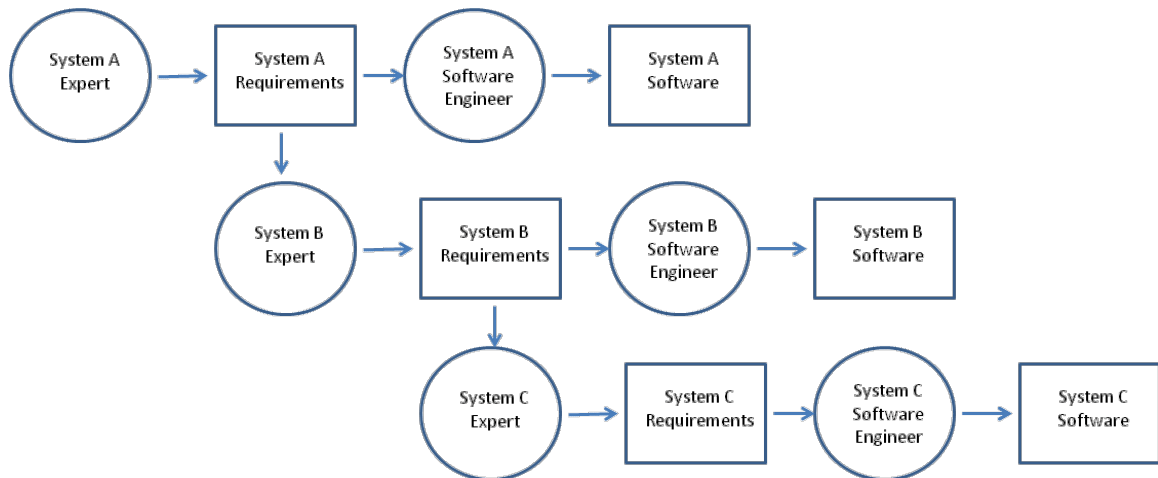 System A
Expert
System A
Requirements
System A
Software
Engineer
System A
Software
System B
Expert
System B
Requirements
System B
Software
Engineer
System B
Software
System C
Expert
System C
Requirements
System C
Software
Engineer
System C
Software